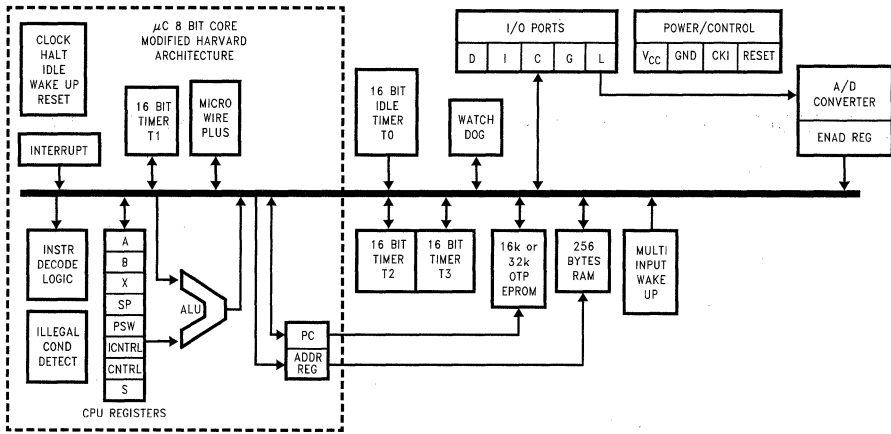 μC 8 BIT CORE
MODIFIED HARVARD
ARCHITECTURE
CLOCK
HALT
IDLE
WAKE UP
RESET
16 BIT
TIMER
T1
MICRO
WIRE
PLUS
INTERRUPT
16 BIT
IDLE
TIMER
T0
WATCH
DOG
I/O PORTS
D I C G L
POWER/CONTROL
VCC GND CKI RESET
A/D
CONVERTER
ENAD REG
INSTR
DECODE
LOGIC
ILLEGAL
COND
DETECT
A
B
X
SP
PSW
ICNTRL
CNTRL
S
CPU REGISTERS
ALU
PC
ADDR
REG
16 BIT
TIMER
T2
16 BIT
TIMER
T3
16k or
32k
OTP
EPROM
256
BYTES
RAM
MULTI
INPUT
WAKE
UP